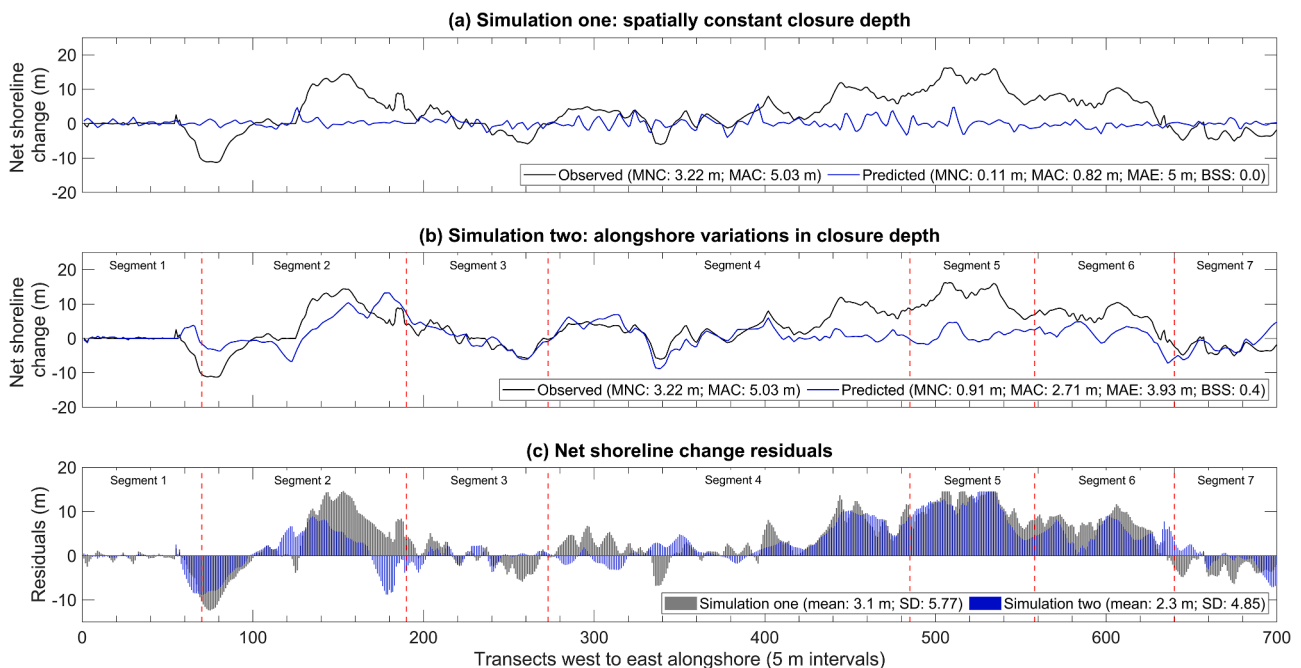 (a) Simulation one: spatially constant closure depth
Net shoreline
change (m)
20
10
0
-10
-20
Observed (MNC: 3.22 m; MAC: 5.03 m)
Predicted (MNC: 0.11 m, MAC: 0.82 m, MAE: 5 m, BSS: 0.0)
(b) Simulation two: alongshore variations in closure depth
Net shoreline
change (m)
20
10
0
-10
-20
Segment 1
Segment 2
Segment 3
Segment 4
Segment 5
Segment 6
Segment 7
Observed (MNC: 3.22 m; MAC: 5.03 m)
Predicted (MNC: 0.91 m, MAC: 2.71 m, MAE: 3.93 m, BSS: 0.4)
(c) Net shoreline change residuals
Residuals (m)
20
10
0
-10
Segment 1
Segment 2
Segment 3
Segment 4
Segment 5
Segment 6
Segment 7
Simulation one (mean: 3.1 m; SD: 5.77)
Simulation two (mean: 2.3 m; SD: 4.85)
0
100
200
300
400
500
600
700
Transects west to east alongshore (5 m intervals)